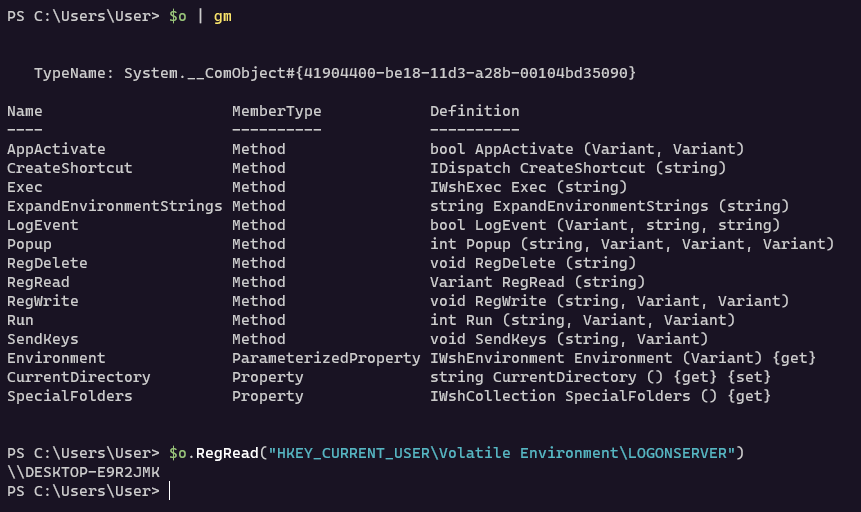 PS C:\Users\User> $o | gm
TypeName: System.__ComObject#{41904400-be18-11d3-a28b-00104bd35090}
Name MemberType Definition
---- ---------- ----------
AppActivate Method bool AppActivate (Variant, Variant)
CreateShortcut Method IDispatch CreateShortcut (string)
Exec Method IWshExec Exec (string)
ExpandEnvironmentStrings Method string ExpandEnvironmentStrings (string)
LogEvent Method bool LogEvent (Variant, string, string)
Popup Method int Popup (string, Variant, Variant, Variant)
RegDelete Method void RegDelete (string)
RegRead Method Variant RegRead (string)
RegWrite Method void RegWrite (string, Variant, Variant)
Run Method int Run (string, Variant, Variant)
SendKeys Method void SendKeys (string, Variant)
Environment ParameterizedProperty IWshEnvironment Environment (Variant) {get}
CurrentDirectory Property string CurrentDirectory () {get} {set}
SpecialFolders Property IWshCollection SpecialFolders () {get}
PS C:\Users\User> $o.RegRead("HKEY_CURRENT_USER\Volatile Environment\LOGONSERVER")
\\DESKTOP-E9R2JMK
PS C:\Users\User>